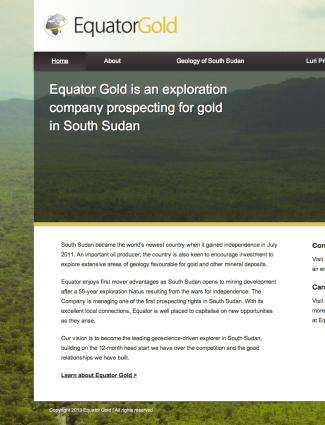 EquatorGold
Home About Geology of South Sudan Luri Pr
Equator Gold is an exploration
company prospecting for gold
in South Sudan
South Sudan became the world's newest country when it gained independence in July
2011. An important oil producer, the country is also keen to encourage investment to
explore extensive areas of geology favourable for gold and other mineral deposits.
Equator enjoys first mover advantages as South Sudan opens to mining development
after a 55-year exploration hiatus resulting from the wars for independence. The
Company is managing one of the first prospecting rights in South Sudan. With its
excellent local connections, Equator is well placed to capitalise on new opportunities
as they arise.
Our vision is to become the leading geoscience-driven explorer in South Sudan,
building on the 12-month head start we have over the competition and the good
relationships we have built.
Learn about Equator Gold >
Con
Visit
an e
Care
Visit
more
at Eq
Copyright 2013 Equator Gold | All rights reserved